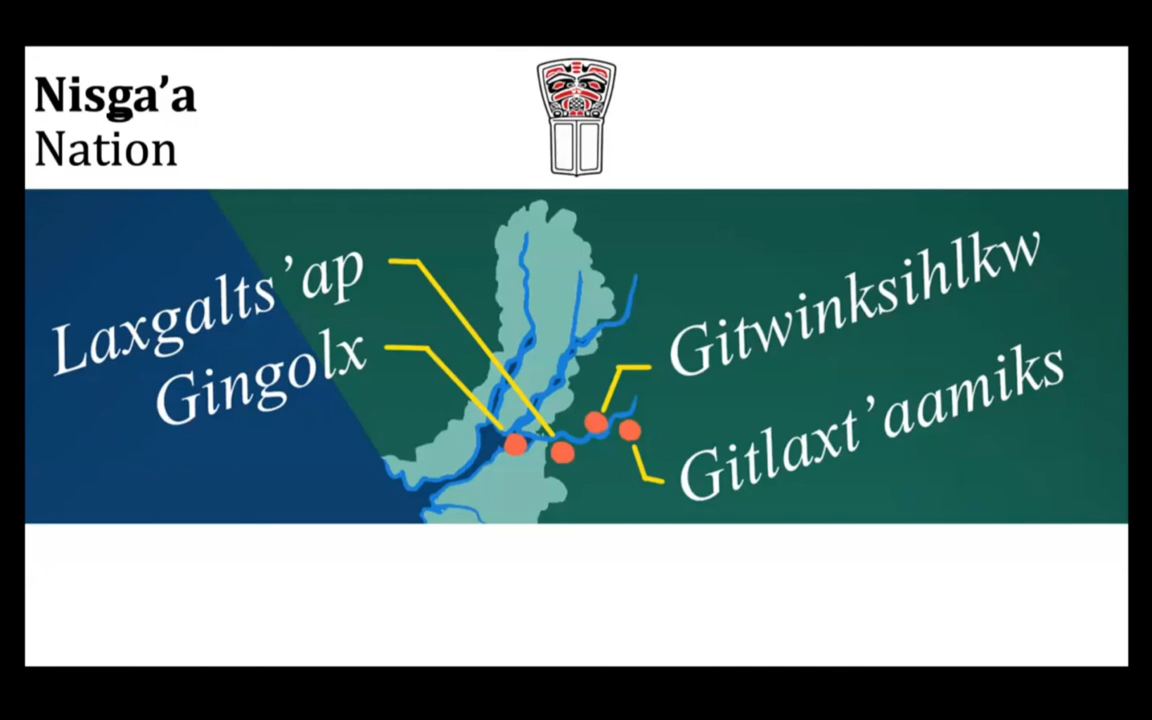 Nisga’a
Nation
Laxgalts’ap
Gingolx
Gitwinksihlkw
Gitlaxt’aamiks